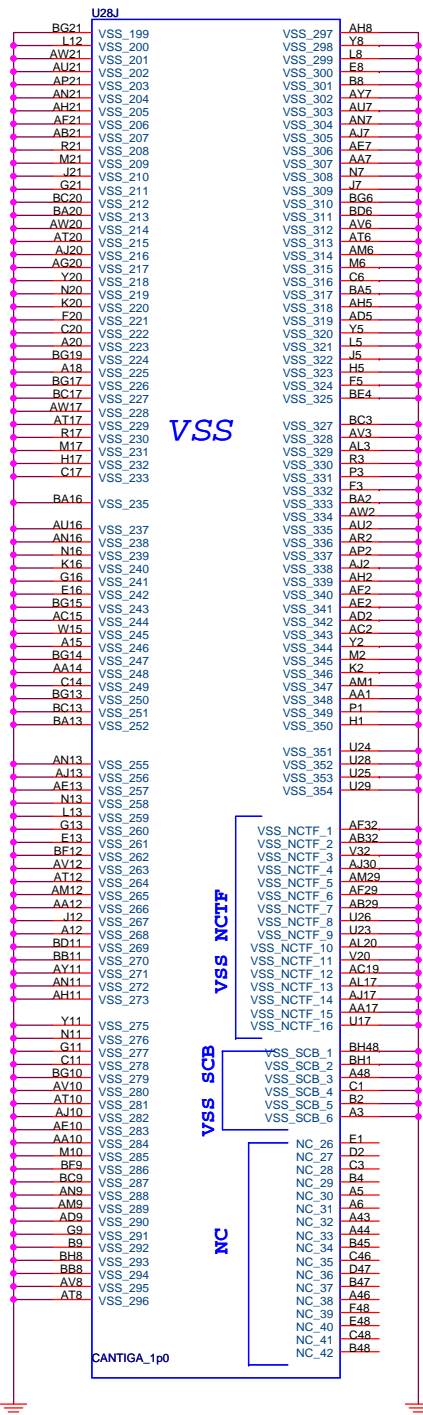 U28J
BG21 VSS_199
L12 VSS_200
AW21 VSS_201
AU21 VSS_202
AP21 VSS_203
AN21 VSS_204
AH21 VSS_205
AF21 VSS_206
AB21 VSS_207
R21 VSS_208
M21 VSS_209
J21 VSS_210
G21 VSS_211
BC20 VSS_212
BA20 VSS_213
AW20 VSS_214
AT20 VSS_215
AJ20 VSS_216
AG20 VSS_217
Y20 VSS_218
N20 VSS_219
K20 VSS_220
F20 VSS_221
C20 VSS_222
A20 VSS_223
BG19 VSS_224
A18 VSS_225
BG17 VSS_226
BC17 VSS_227
AW17 VSS_228
AT17 VSS_229
R17 VSS_230
M17 VSS_231
H17 VSS_232
C17 VSS_233
BA16 VSS_235
AU16 VSS_237
AN16 VSS_238
N16 VSS_239
K16 VSS_240
G16 VSS_241
E16 VSS_242
BG15 VSS_243
AC15 VSS_244
W15 VSS_245
A15 VSS_246
BG14 VSS_247
AA14 VSS_248
C14 VSS_249
BG13 VSS_250
BC13 VSS_251
BA13 VSS_252
AN13 VSS_255
AJ13 VSS_256
AE13 VSS_257
N13 VSS_258
L13 VSS_259
G13 VSS_260
E13 VSS_261
BF12 VSS_262
AV12 VSS_263
AT12 VSS_264
AM12 VSS_265
AA12 VSS_266
J12 VSS_267
A12 VSS_268
BD11 VSS_269
BB11 VSS_270
AY11 VSS_271
AN11 VSS_272
AH11 VSS_273
Y11 VSS_275
N11 VSS_276
G11 VSS_277
C11 VSS_278
BG10 VSS_279
AV10 VSS_280
AT10 VSS_281
AJ10 VSS_282
AE10 VSS_283
AA10 VSS_284
M10 VSS_285
BF9 VSS_286
BC9 VSS_287
AN9 VSS_288
AM9 VSS_289
AD9 VSS_290
G9 VSS_291
B9 VSS_292
BH8 VSS_293
BB8 VSS_294
AV8 VSS_295
AT8 VSS_296
VSS
VSS_297 AH8
VSS_298 Y8
VSS_299 L8
VSS_300 E8
VSS_301 B8
VSS_302 AY7
VSS_303 AU7
VSS_304 AN7
VSS_305 AJ7
VSS_306 AE7
VSS_307 AA7
VSS_308 N7
VSS_309 J7
VSS_310 BG6
VSS_311 BD6
VSS_312 AV6
VSS_313 AT6
VSS_314 AM6
VSS_315 M6
VSS_316 C6
VSS_317 BA5
VSS_318 AH5
VSS_319 AD5
VSS_320 Y5
VSS_321 L5
VSS_322 J5
VSS_323 H5
VSS_324 F5
VSS_325 BE4
VSS_327 BC3
VSS_328 AV3
VSS_329 AL3
VSS_330 R3
VSS_331 P3
VSS_332 F3
VSS_333 BA2
VSS_334 AW2
VSS_335 AU2
VSS_336 AR2
VSS_337 AP2
VSS_338 AJ2
VSS_339 AH2
VSS_340 AF2
VSS_341 AE2
VSS_342 AD2
VSS_343 AC2
VSS_344 Y2
VSS_345 M2
VSS_346 K2
VSS_347 AM1
VSS_348 AA1
VSS_349 P1
VSS_350 H1
VSS_351 U24
VSS_352 U28
VSS_353 U25
VSS_354 U29
VSS NCTF
VSS_NCTF_1 AF32
VSS_NCTF_2 AB32
VSS_NCTF_3 V32
VSS_NCTF_4 AJ30
VSS_NCTF_5 AM29
VSS_NCTF_6 AF29
VSS_NCTF_7 AB29
VSS_NCTF_8 U26
VSS_NCTF_9 U23
VSS_NCTF_10 AL20
VSS_NCTF_11 V20
VSS_NCTF_12 AC19
VSS_NCTF_13 AL17
VSS_NCTF_14 AJ17
VSS_NCTF_15 AA17
VSS_NCTF_16 U17
VSS SCB
VSS_SCB_1 BH48
VSS_SCB_2 BH1
VSS_SCB_3 A48
VSS_SCB_4 C1
VSS_SCB_5 B2
VSS_SCB_6 A3
NC
NC_26 E1
NC_27 D2
NC_28 C3
NC_29 B4
NC_30 A5
NC_31 A6
NC_32 A43
NC_33 A44
NC_34 B45
NC_35 C46
NC_36 D47
NC_37 B47
NC_38 A46
NC_39 F48
NC_40 E48
NC_41 C48
NC_42 B48
CANTIGA_1p0